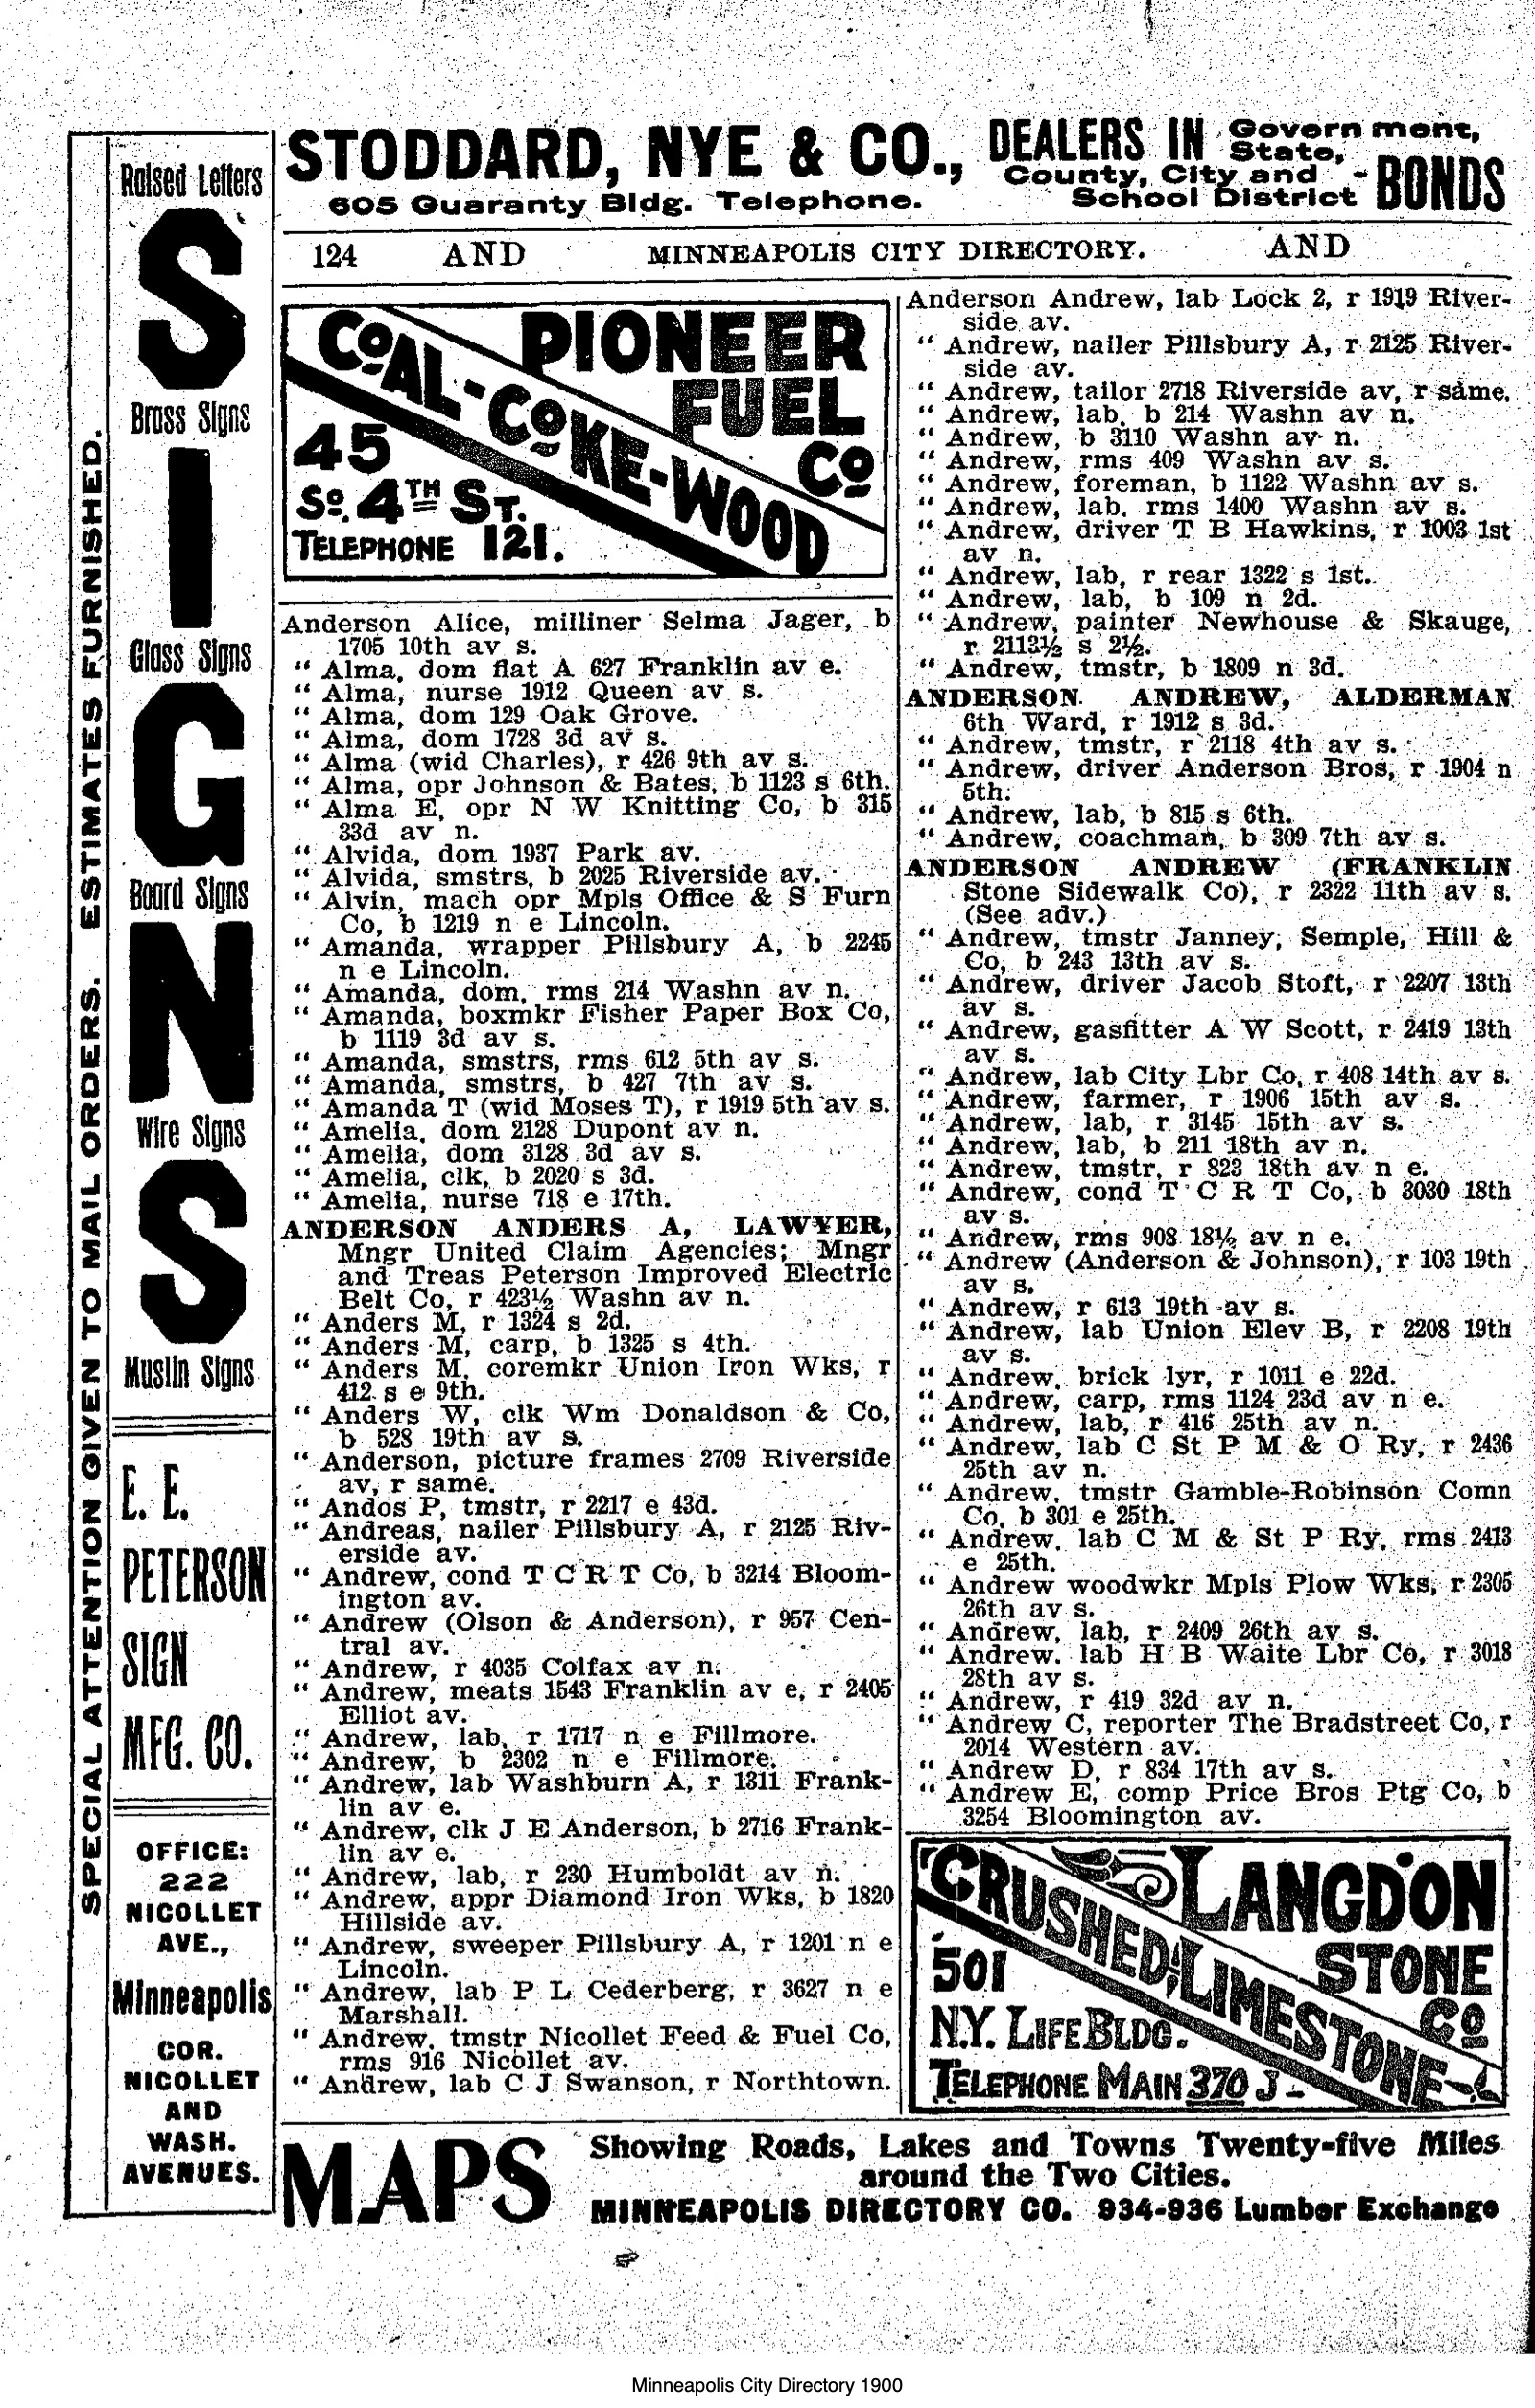 STODDARD, NYE & CO., DEALERS IN Government, State, County, City and School District - BONDS
605 Guaranty Bldg. Telephone.
124 AND MINNEAPOLIS CITY DIRECTORY. AND
SPECIAL ATTENTION GIVEN TO MAIL ORDERS. ESTIMATES FURNISHED.
Raised Letters
S
Brass Signs
I
Glass Signs
G
Board Signs
N
Wire Signs
S
Muslin Signs
E. E.
PETERSON
SIGN
MFG. CO.
OFFICE:
222
NICOLLET
AVE.,
Minneapolis
COR.
NICOLLET
AND
WASH.
AVENUES.
PIONEER
FUEL
CO
COAL-COKE-WOOD
45
SO. 4TH ST.
TELEPHONE 121.
Anderson Alice, milliner Selma Jager, b
1705 10th av s.
" Alma, dom flat A 627 Franklin av e.
" Alma, nurse 1912 Queen av s.
" Alma, dom 129 Oak Grove.
" Alma, dom 1728 3d av s.
" Alma (wid Charles), r 426 9th av s.
" Alma, opr Johnson & Bates, b 1123 s 6th.
" Alma E, opr N W Knitting Co, b 315
33d av n.
" Alvida, dom 1937 Park av.
" Alvida, smstrs, b 2025 Riverside av.
" Alvin, mach opr Mpls Office & S Furn
Co, b 1219 n e Lincoln.
" Amanda, wrapper Pillsbury A, b 2245
n e Lincoln.
" Amanda, dom, rms 214 Washn av n.
" Amanda, boxmkr Fisher Paper Box Co,
b 1119 3d av s.
" Amanda, smstrs, rms 612 5th av s.
" Amanda, smstrs, b 427 7th av s.
" Amanda T (wid Moses T), r 1919 5th av s.
" Amelia, dom 2128 Dupont av n.
" Amelia, dom 3128 3d av s.
" Amelia, clk, b 2020 s 3d.
" Amelia, nurse 718 e 17th.
ANDERSON ANDERS A, LAWYER,
Mngr United Claim Agencies; Mngr
and Treas Peterson Improved Electric
Belt Co, r 423½ Washn av n.
" Anders M, r 1324 s 2d.
" Anders M, carp, b 1325 s 4th.
" Anders M, coremkr Union Iron Wks, r
412 s e 9th.
" Anders W, clk Wm Donaldson & Co,
b 528 19th av s.
" Anderson, picture frames 2709 Riverside
av, r same.
" Andos P, tmstr, r 2217 e 43d.
" Andreas, nailer Pillsbury A, r 2125 Riv-
erside av.
" Andrew, cond T C R T Co, b 3214 Bloom-
ington av.
" Andrew (Olson & Anderson), r 957 Cen-
tral av.
" Andrew, r 4035 Colfax av n.
" Andrew, meats 1543 Franklin av e, r 2405
Elliot av.
" Andrew, lab, r 1717 n e Fillmore.
" Andrew, b 2302 n e Fillmore.
" Andrew, lab Washburn A, r 1311 Frank-
lin av e.
" Andrew, clk J E Anderson, b 2716 Frank-
lin av e.
" Andrew, lab, r 230 Humboldt av n.
" Andrew, appr Diamond Iron Wks, b 1820
Hillside av.
" Andrew, sweeper Pillsbury A, r 1201 n e
Lincoln.
" Andrew, lab P L Cederberg, r 3627 n e
Marshall.
" Andrew, tmstr Nicollet Feed & Fuel Co,
rms 916 Nicollet av.
" Andrew, lab C J Swanson, r Northtown.
Anderson Andrew, lab Lock 2, r 1919 River-
side av.
" Andrew, nailer Pillsbury A, r 2125 River-
side av.
" Andrew, tailor 2718 Riverside av, r same.
" Andrew, lab, b 214 Washn av n.
" Andrew, b 3110 Washn av n.
" Andrew, rms 409 Washn av s.
" Andrew, foreman, b 1122 Washn av s.
" Andrew, lab, rms 1400 Washn av s.
" Andrew, driver T B Hawkins, r 1003 1st
av n.
" Andrew, lab, r rear 1322 s 1st.
" Andrew, lab, b 109 n 2d.
" Andrew, painter Newhouse & Skauge,
r 2113½ s 2½.
" Andrew, tmstr, b 1809 n 3d.
ANDERSON ANDREW, ALDERMAN
6th Ward, r 1912 s 3d.
" Andrew, tmstr, r 2118 4th av s.
" Andrew, driver Anderson Bros, r 1904 n
5th.
" Andrew, lab, b 815 s 6th.
" Andrew, coachman, b 309 7th av s.
ANDERSON ANDREW (FRANKLIN
Stone Sidewalk Co), r 2322 11th av s.
(See adv.)
" Andrew, tmstr Janney, Semple, Hill &
Co, b 243 13th av s.
" Andrew, driver Jacob Stoft, r 2207 13th
av s.
" Andrew, gasfitter A W Scott, r 2419 13th
av s.
" Andrew, lab City Lbr Co, r 408 14th av s.
" Andrew, farmer, r 1906 15th av s.
" Andrew, lab, r 3145 15th av s.
" Andrew, lab, b 211 18th av n.
" Andrew, tmstr, r 823 18th av n e.
" Andrew, cond T C R T Co, b 3030 18th
av s.
" Andrew, rms 908 18½ av n e.
" Andrew (Anderson & Johnson), r 103 19th
av s.
" Andrew, r 613 19th av s.
" Andrew, lab Union Elev B, r 2208 19th
av s.
" Andrew, brick lyr, r 1011 e 22d.
" Andrew, carp, rms 1124 23d av n e.
" Andrew, lab, r 416 25th av n.
" Andrew, lab C St P M & O Ry, r 2436
25th av n.
" Andrew, tmstr Gamble-Robinson Comn
Co, b 301 e 25th.
" Andrew, lab C M & St P Ry, rms 2413
e 25th.
" Andrew woodwkr Mpls Plow Wks, r 2305
26th av s.
" Andrew, lab, r 2409 26th av s.
" Andrew, lab H B Waite Lbr Co, r 3018
28th av s.
" Andrew, r 419 32d av n.
" Andrew C, reporter The Bradstreet Co, r
2014 Western av.
" Andrew D, r 834 17th av s.
" Andrew E, comp Price Bros Ptg Co, b
3254 Bloomington av.
LANGDON
STONE
CO
CRUSHED LIMESTONE
501
N.Y. LIFE BLDG.
TELEPHONE MAIN 370 J-
MAPS Showing Roads, Lakes and Towns Twenty-five Miles
around the Two Cities.
MINNEAPOLIS DIRECTORY CO. 934-936 Lumber Exchange
Minneapolis City Directory 1900